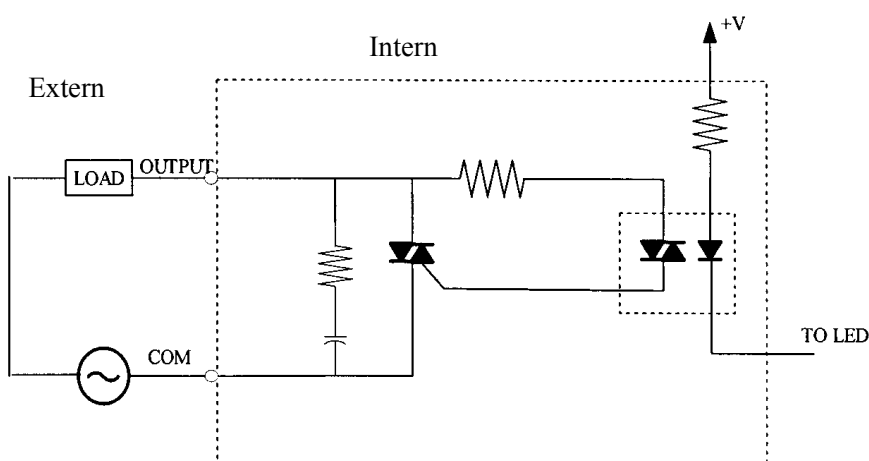 +V
Intern
Extern
OUTPUT
LOAD
COM
TO LED